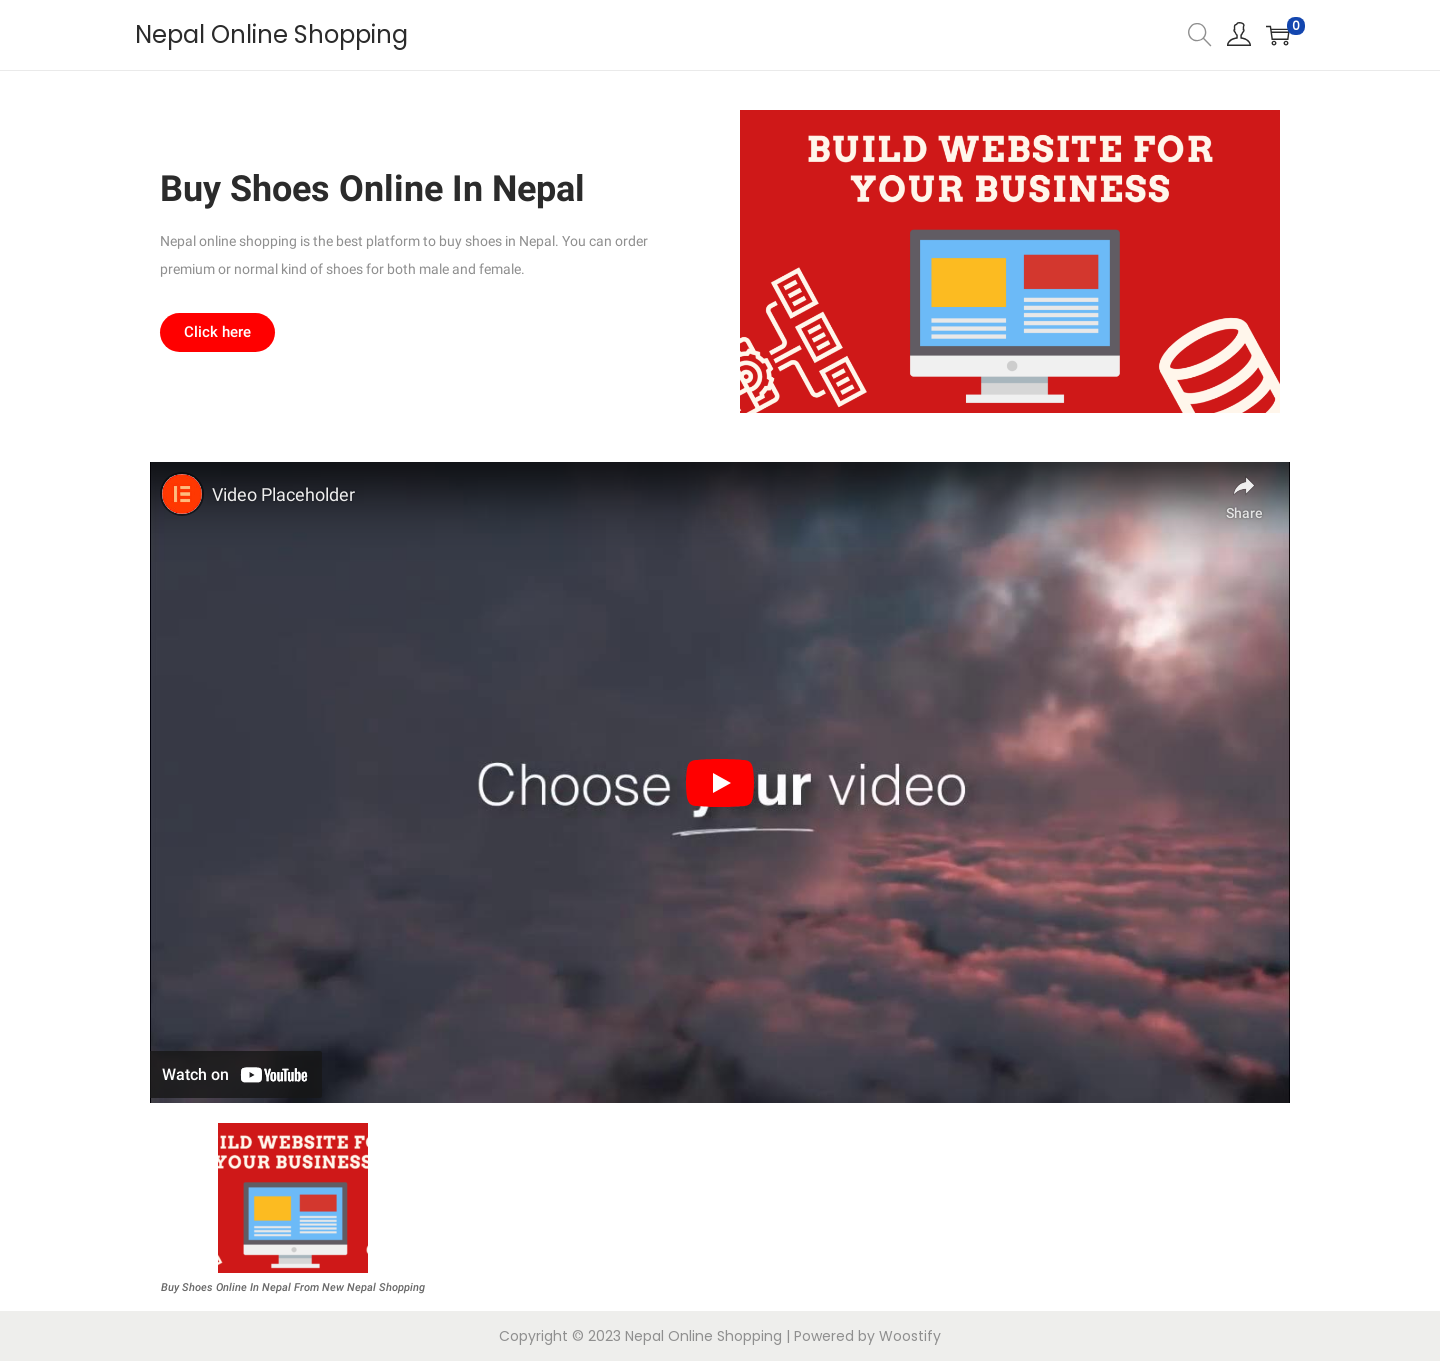 Nepal Online Shopping
0
Buy Shoes Online In Nepal
Nepal online shopping is the best platform to buy shoes in Nepal. You can order
premium or normal kind of shoes for both male and female.
Click here
BUILD WEBSITE FOR
YOUR BUSINESS
Video Placeholder
Share
Choose your video
Watch on YouTube
ILD WEBSITE FO
YOUR BUSINESS
Buy Shoes Online In Nepal From New Nepal Shopping
Copyright © 2023 Nepal Online Shopping | Powered by Woostify